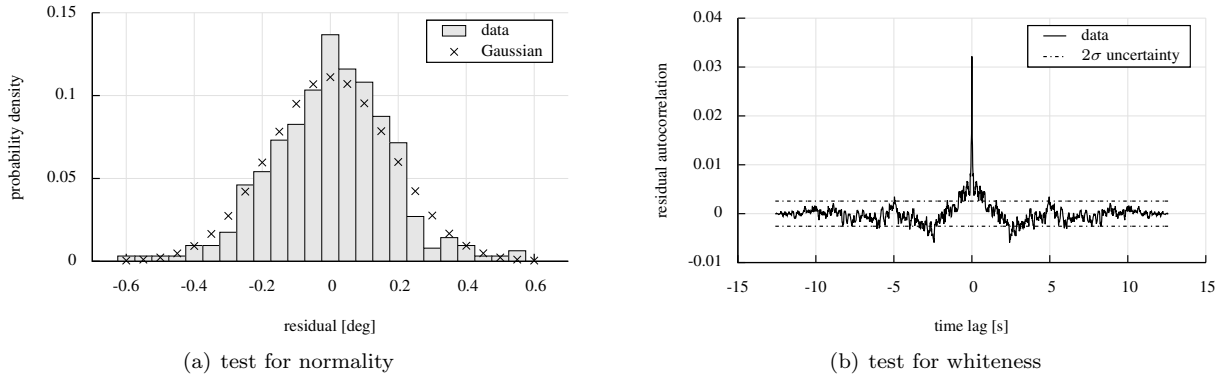 0.15
0.1
0.05
0
probability density
data
Gaussian
-0.6 -0.4 -0.2 0 0.2 0.4 0.6
residual [deg]
(a) test for normality
0.04
0.03
0.01
0
-0.01
residual autocorrelation
data
2σ uncertainty
-15 -10 -5 0 5 10 15
time lag [s]
(b) test for whiteness